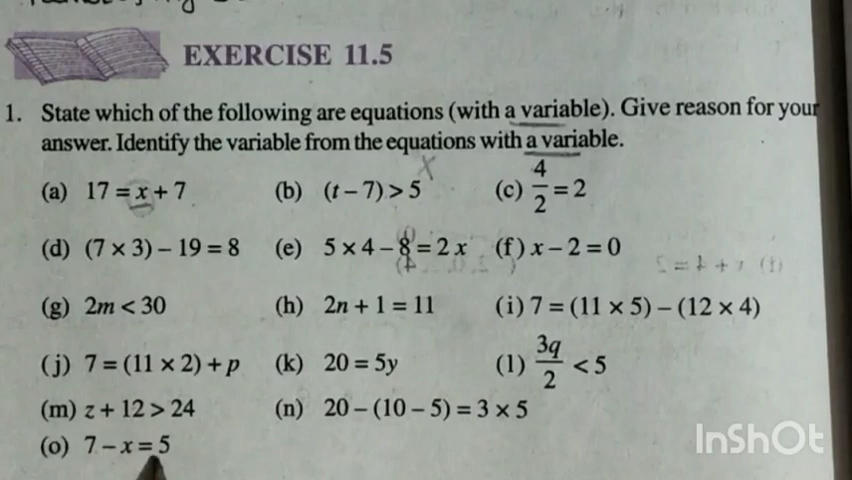 EXERCISE 11.5
1. State which of the following are equations (with a variable). Give reason for your
answer. Identify the variable from the equations with a variable.
(a) 17 = x + 7 (b) (t – 7) > 5 x (c) 4/2 = 2
(d) (7 × 3) – 19 = 8 (e) 5 × 4 – 8 = 2 x (f) x – 2 = 0
(g) 2m < 30 (h) 2n + 1 = 11 (i) 7 = (11 × 5) – (12 × 4)
(j) 7 = (11 × 2) + p (k) 20 = 5y (l) 3q/2 < 5
(m) z + 12 > 24 (n) 20 – (10 – 5) = 3 × 5
(o) 7 – x = 5
InShOt